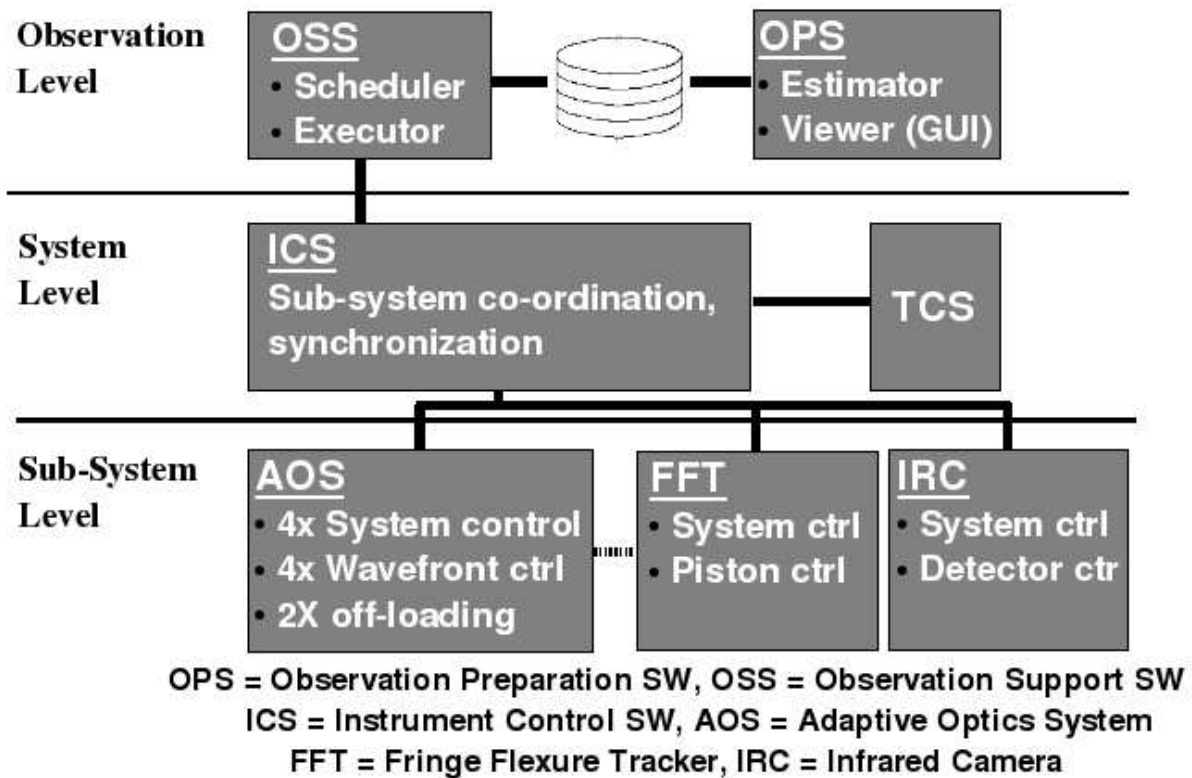 Observation
Level
OSS
• Scheduler
• Executor
OPS
• Estimator
• Viewer (GUI)
System
Level
ICS
Sub-system co-ordination,
synchronization
TCS
Sub-System
Level
AOS
• 4x System control
• 4x Wavefront ctrl
• 2X off-loading
FFT
• System ctrl
• Piston ctrl
IRC
• System ctrl
• Detector ctr
OPS = Observation Preparation SW, OSS = Observation Support SW
ICS = Instrument Control SW, AOS = Adaptive Optics System
FFT = Fringe Flexure Tracker, IRC = Infrared Camera